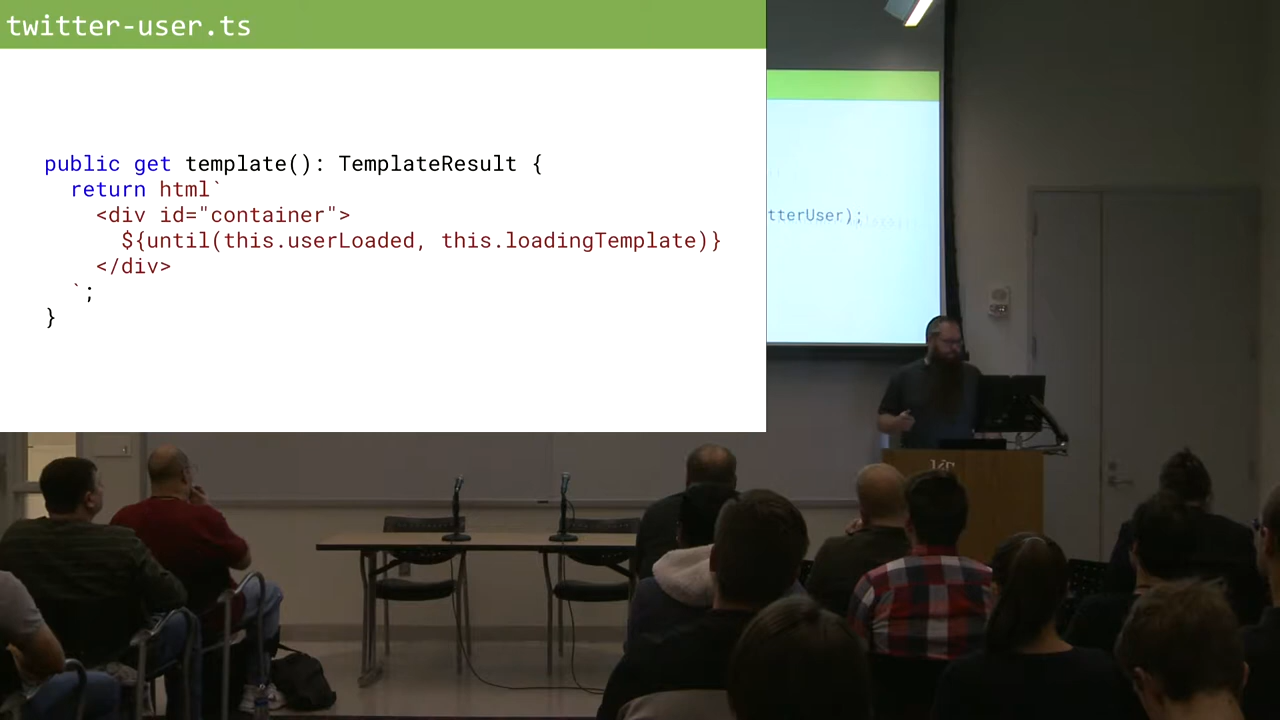 twitter-user.ts
public get template(): TemplateResult {
return html`
<div id="container">
${until(this.userLoaded, this.loadingTemplate)}
</div>
`;
}
tterUser);